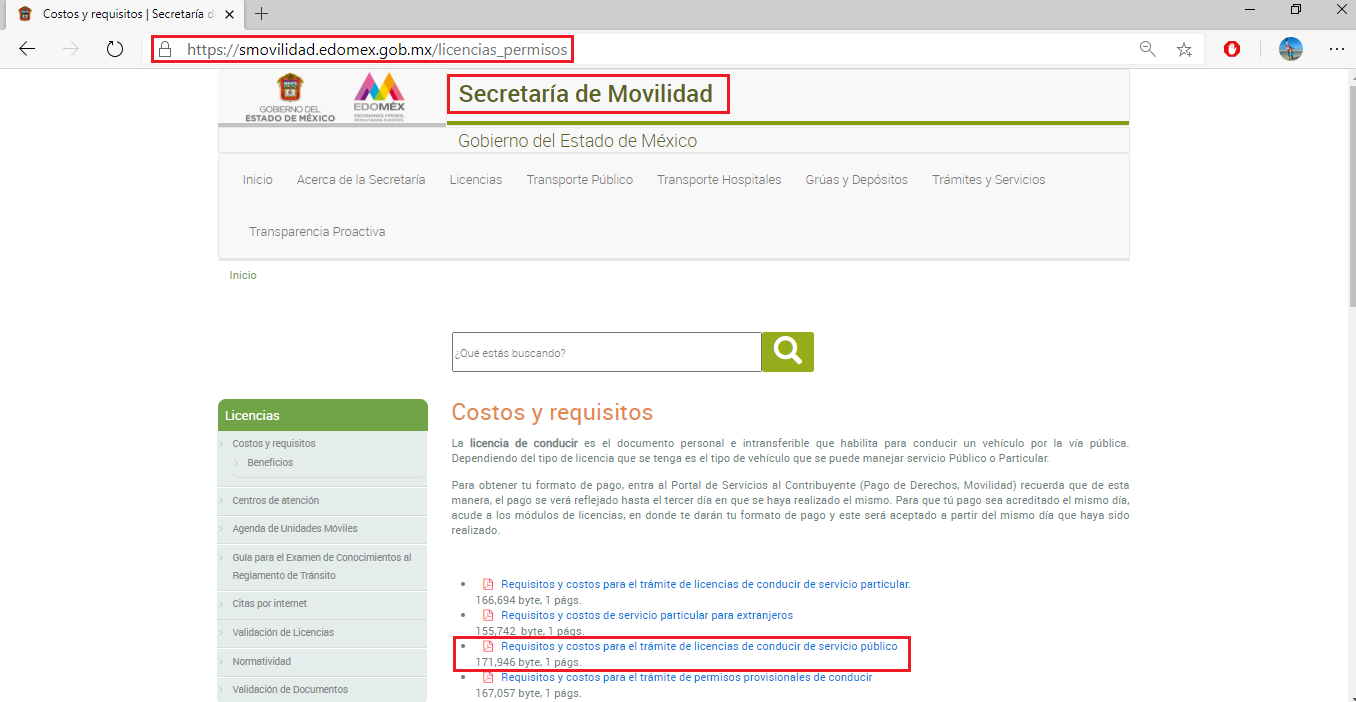 Costos y requisitos | Secretaría d
https://smovilidad.edomex.gob.mx/licencias_permisos
GOBIERNO DEL
ESTADO DE MÉXICO
EDOMÉX
DECISIONES FIRMES, RESULTADOS FUERTES.
Secretaría de Movilidad
Gobierno del Estado de México
Inicio Acerca de la Secretaría Licencias Transporte Público Transporte Hospitales Grúas y Depósitos Trámites y Servicios
Transparencia Proactiva
Inicio
¿Qué estás buscando?
Licencias
Costos y requisitos
Beneficios
Centros de atención
Agenda de Unidades Móviles
Guía para el Examen de Conocimientos al
Reglamento de Tránsito
Citas por internet
Validación de Licencias
Normatividad
Validación de Documentos
Costos y requisitos
La licencia de conducir es el documento personal e intransferible que habilita para conducir un vehículo por la vía pública.
Dependiendo del tipo de licencia que se tenga es el tipo de vehículo que se puede manejar servicio Público o Particular.
Para obtener tu formato de pago, entra al Portal de Servicios al Contribuyente (Pago de Derechos, Movilidad) recuerda que de esta
manera, el pago se verá reflejado hasta el tercer día en que se haya realizado el mismo. Para que tú pago sea acreditado el mismo día,
acude a los módulos de licencias, en donde te darán tu formato de pago y este será aceptado a partir del mismo día que haya sido
realizado.
Requisitos y costos para el trámite de licencias de conducir de servicio particular.
166,694 byte, 1 págs.
Requisitos y costos de servicio particular para extranjeros
155,742 byte, 1 págs.
Requisitos y costos para el trámite de licencias de conducir de servicio público
171,946 byte, 1 págs.
Requisitos y costos para el trámite de permisos provisionales de conducir
167,057 byte, 1 págs.